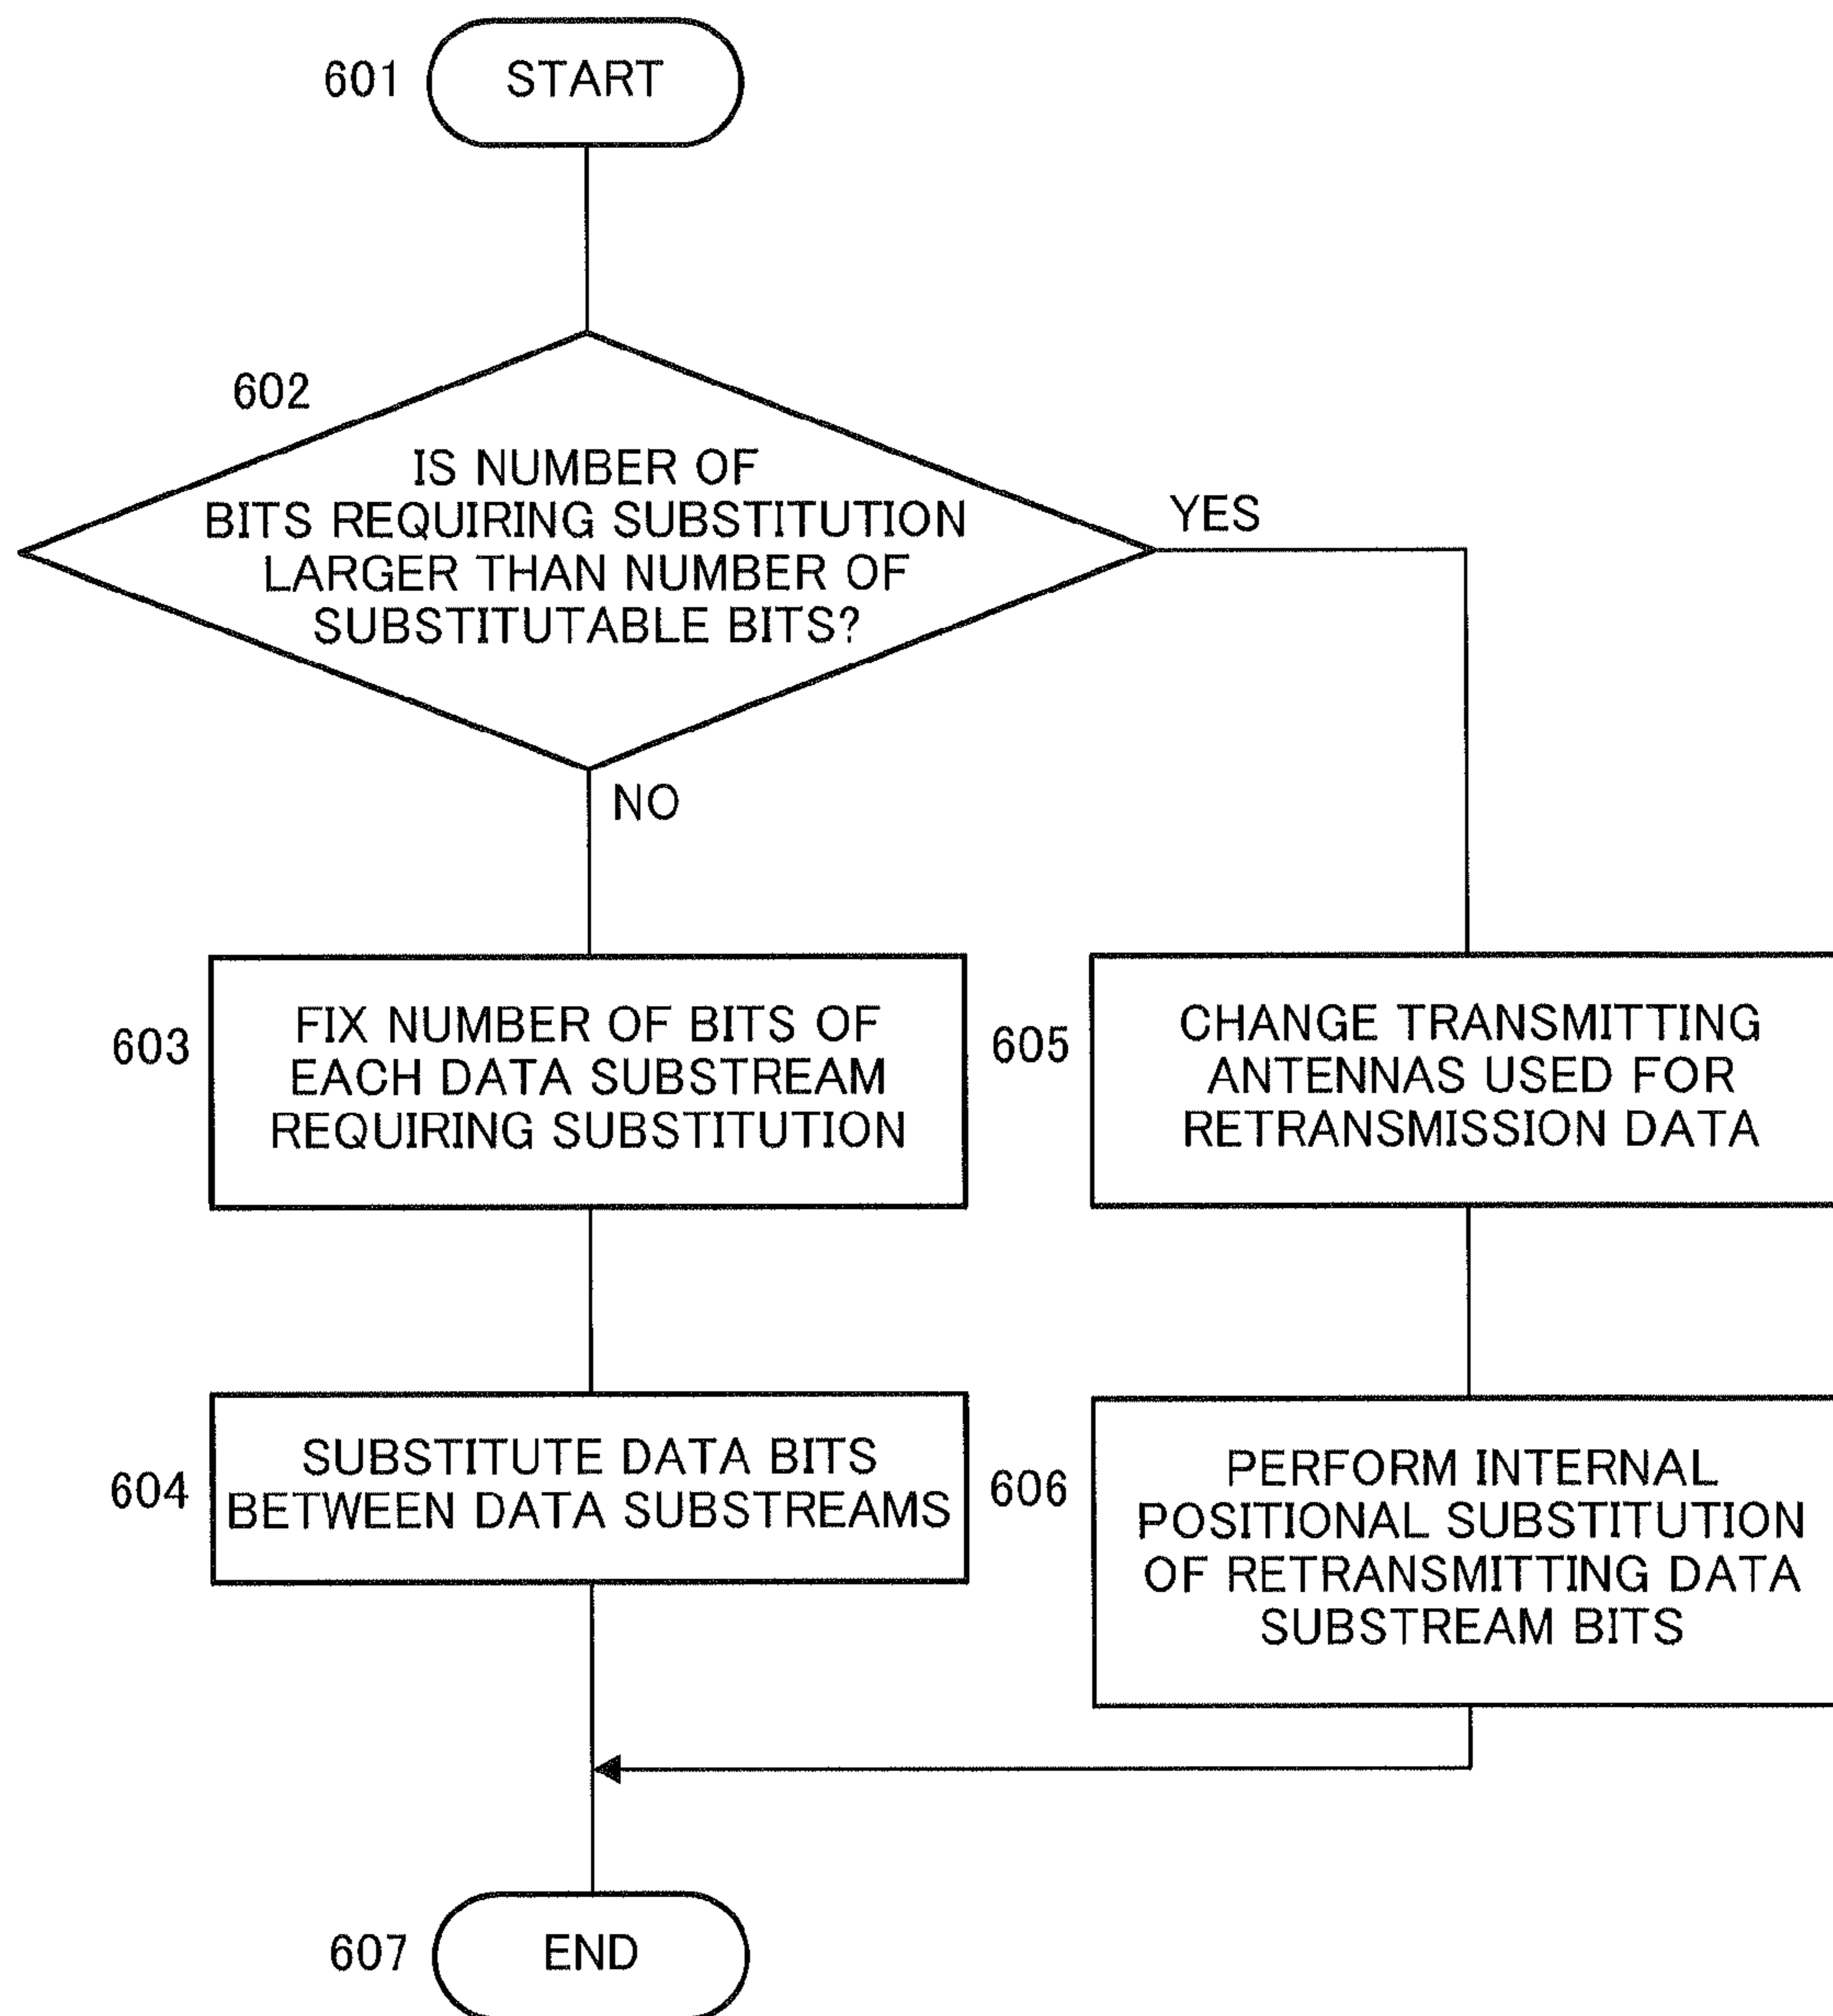 601
START
602
IS NUMBER OF
BITS REQUIRING SUBSTITUTION
LARGER THAN NUMBER OF
SUBSTITUTABLE BITS?
YES
NO
603
FIX NUMBER OF BITS OF
EACH DATA SUBSTREAM
REQUIRING SUBSTITUTION
605
CHANGE TRANSMITTING
ANTENNAS USED FOR
RETRANSMISSION DATA
604
SUBSTITUTE DATA BITS
BETWEEN DATA SUBSTREAMS
606
PERFORM INTERNAL
POSITIONAL SUBSTITUTION
OF RETRANSMITTING DATA
SUBSTREAM BITS
607
END